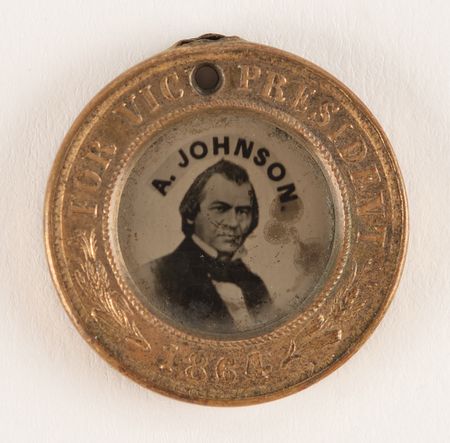 FOR VICE PRESIDENT
A. JOHNSON.
1864